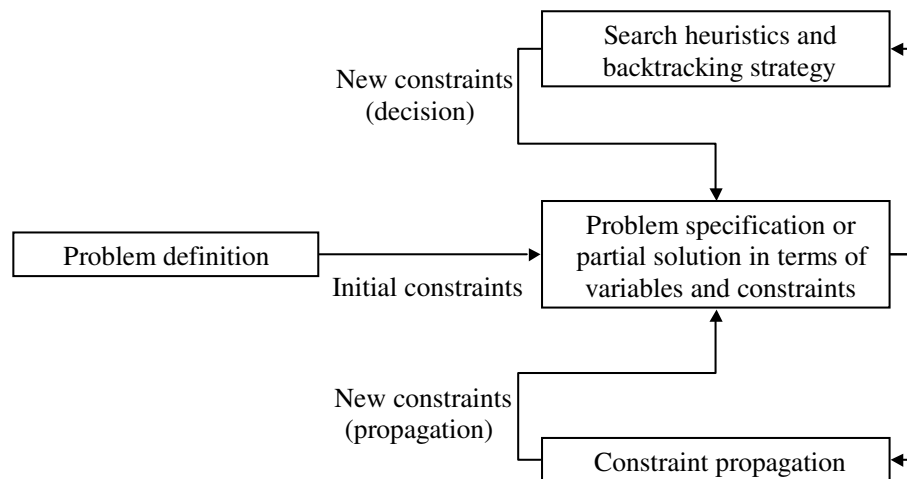 Search heuristics and
backtracking strategy
New constraints
(decision)
Problem specification or
partial solution in terms of
variables and constraints
Problem definition
Initial constraints
New constraints
(propagation)
Constraint propagation